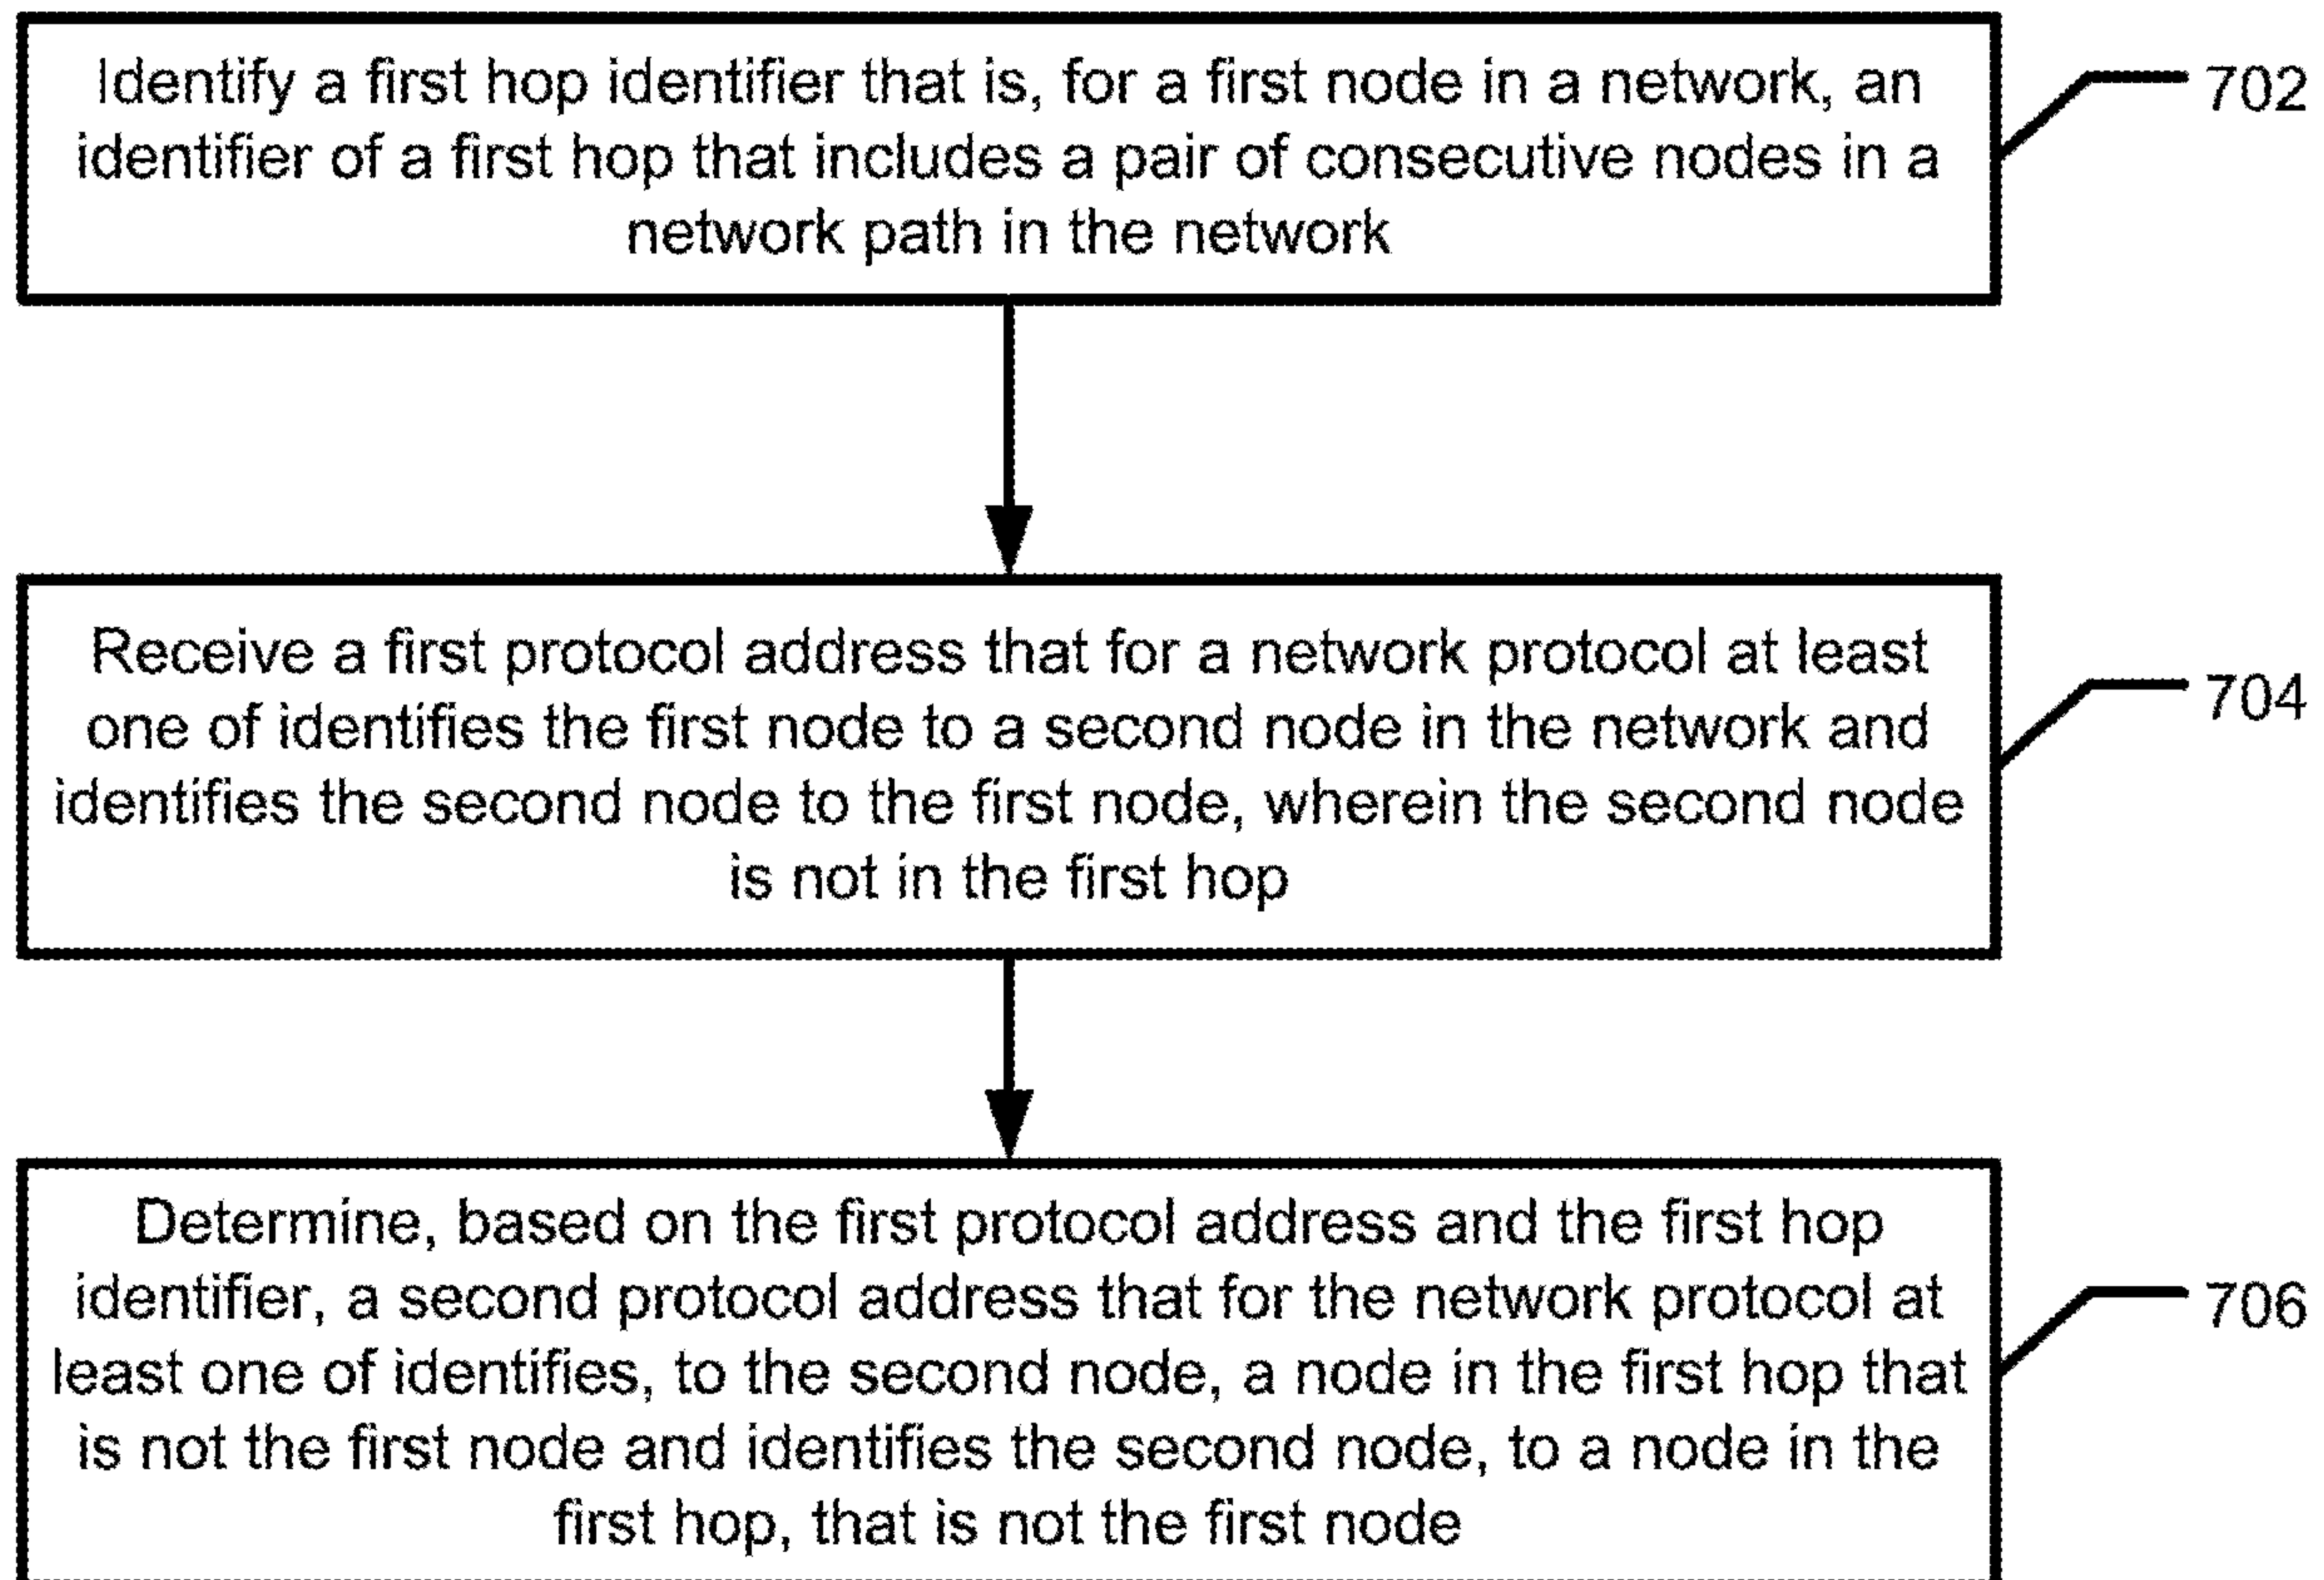 Identify a first hop identifier that is, for a first node in a network, an
identifier of a first hop that includes a pair of consecutive nodes in a
network path in the network
702
Receive a first protocol address that for a network protocol at least
one of identifies the first node to a second node in the network and
identifies the second node to the first node, wherein the second node
is not in the first hop
704
Determine, based on the first protocol address and the first hop
identifier, a second protocol address that for the network protocol at
least one of identifies, to the second node, a node in the first hop that
is not the first node and identifies the second node, to a node in the
first hop, that is not the first node
706